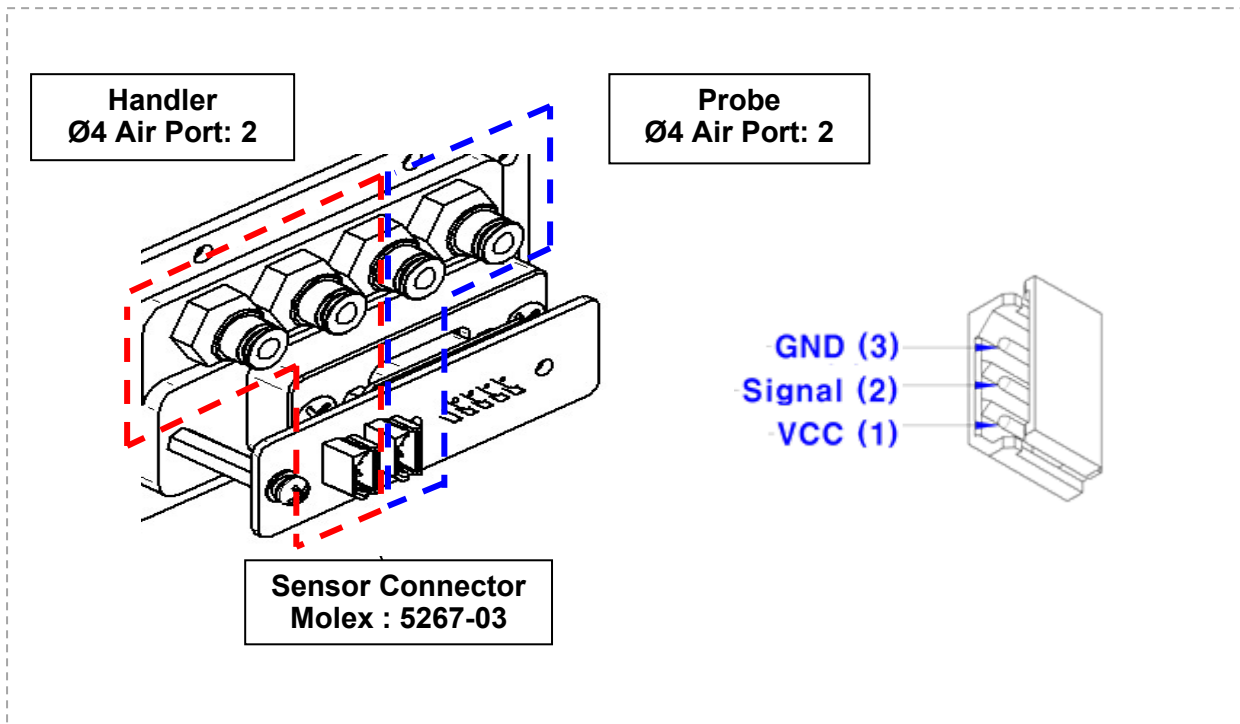 Handler
Ø4 Air Port: 2
Probe
Ø4 Air Port: 2
GND (3)
Signal (2)
VCC (1)
Sensor Connector
Molex : 5267-03